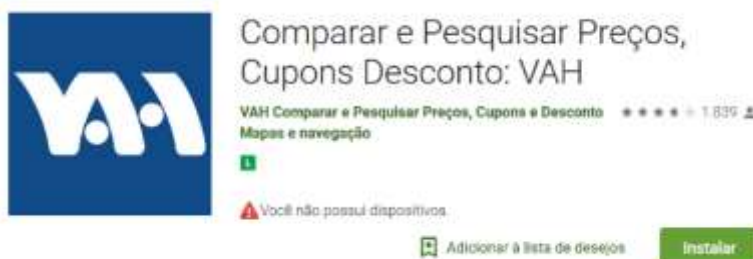 VAH
Comparar e Pesquisar Preços,
Cupons Desconto: VAH
VAH Comparar e Pesquisar Preços, Cupons e Desconto 1.839
Mapas e navegação
L
Você não possui dispositivos.
Adicionar à lista de desejos
Instalar